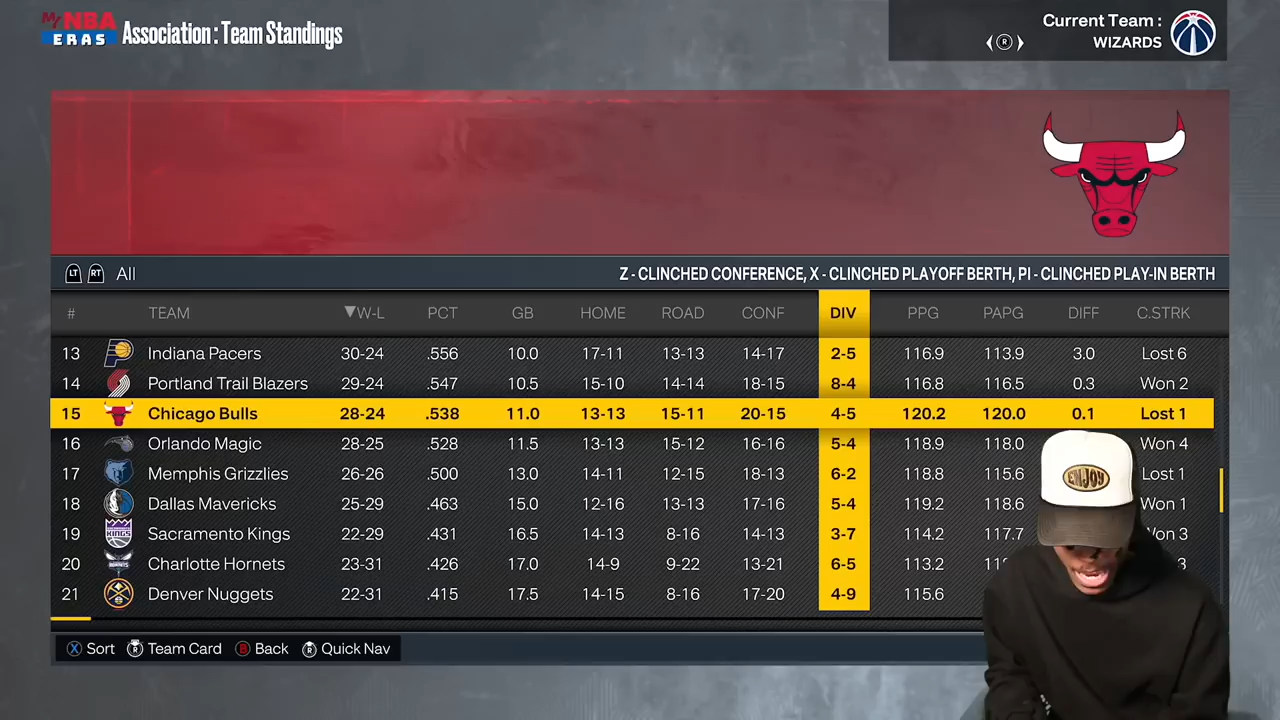 My NBA ERAS Association : Team Standings
Current Team :
R WIZARDS
LT RT All Z - CLINCHED CONFERENCE, X - CLINCHED PLAYOFF BERTH, PI - CLINCHED PLAY-IN BERTH
# TEAM ▼W-L PCT GB HOME ROAD CONF DIV PPG PAPG DIFF C.STRK
13 Indiana Pacers 30-24 .556 10.0 17-11 13-13 14-17 2-5 116.9 113.9 3.0 Lost 6
14 Portland Trail Blazers 29-24 .547 10.5 15-10 14-14 18-15 8-4 116.8 116.5 0.3 Won 2
15 Chicago Bulls 28-24 .538 11.0 13-13 15-11 20-15 4-5 120.2 120.0 0.1 Lost 1
16 Orlando Magic 28-25 .528 11.5 13-13 15-12 16-16 5-4 118.9 118.0 Won 4
17 Memphis Grizzlies 26-26 .500 13.0 14-11 12-15 18-13 6-2 118.8 115.6 Lost 1
18 Dallas Mavericks 25-29 .463 15.0 12-16 13-13 17-16 5-4 119.2 118.6 Won 1
19 Sacramento Kings 22-29 .431 16.5 14-13 8-16 14-13 3-7 114.2 117.7 Won 3
20 Charlotte Hornets 23-31 .426 17.0 14-9 9-22 13-21 6-5 113.2 3
21 Denver Nuggets 22-31 .415 17.5 14-15 8-16 17-20 4-9 115.6
ENJOY
X Sort R Team Card B Back R Quick Nav